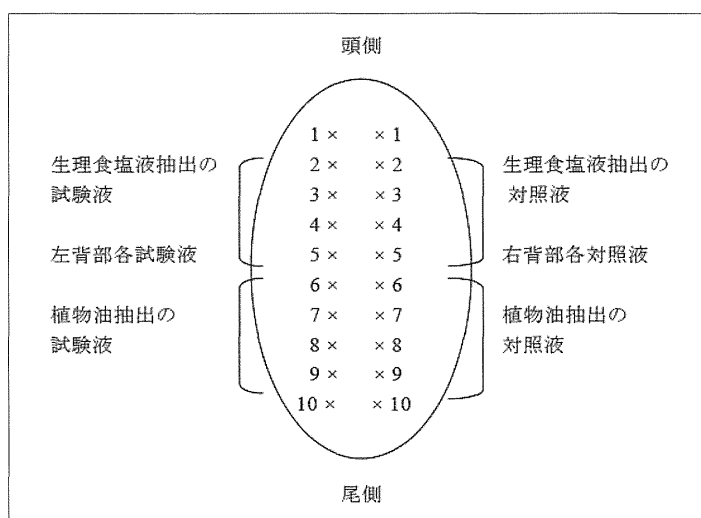 頭側
1 × × 1
生理食塩液抽出の 2 × × 2 生理食塩液抽出の
試験液 3 × × 3 対照液
4 × × 4
左背部各試験液 5 × × 5 右背部各対照液
6 × × 6
植物油抽出の 7 × × 7 植物油抽出の
試験液 8 × × 8 対照液
9 × × 9
10 × × 10
尾側